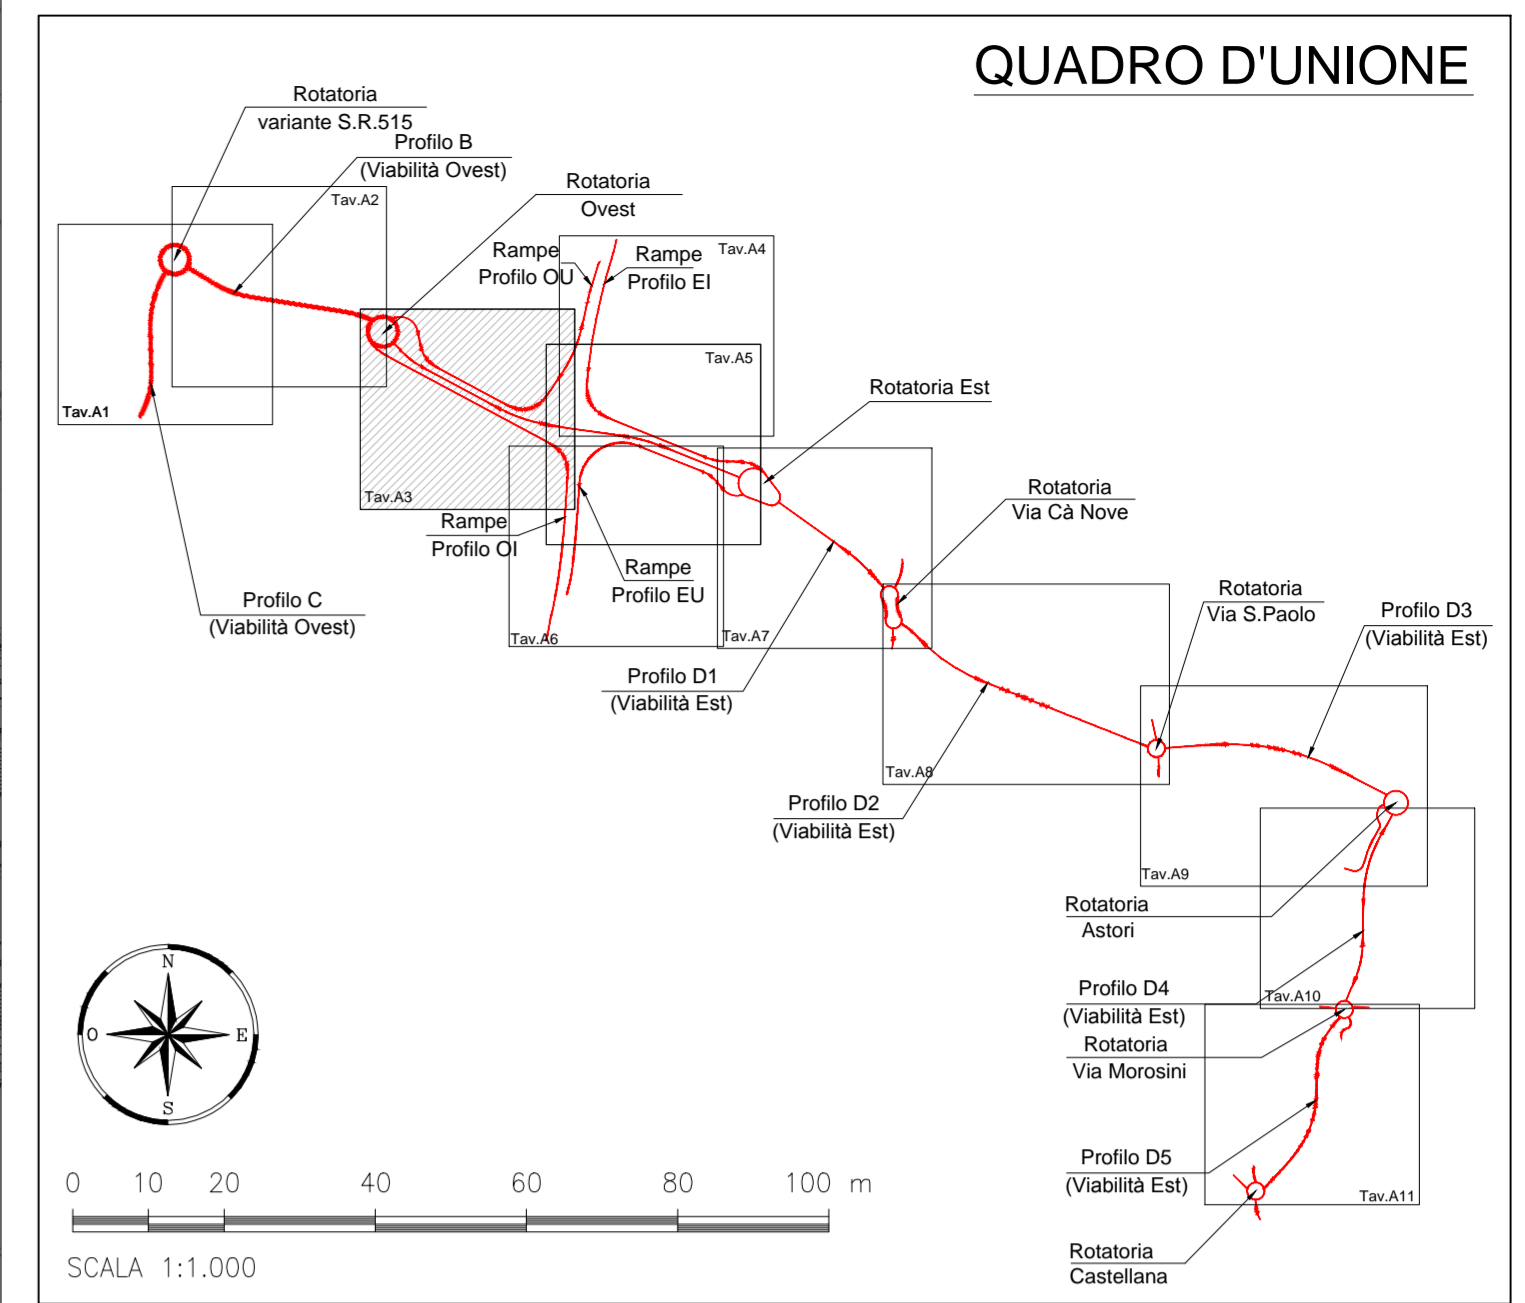 QUADRO D'UNIONE
Rotatoria
variante S.R.515
Profilo B
(Viabilità Ovest)
Rotatoria
Ovest
Tav.A2
Rampe
Profilo OU
Rampe
Profilo EI
Tav.A4
Tav.A5
Rotatoria Est
Tav.A1
Tav.A3
Rotatoria
Via Cà Nove
Rampe
Profilo OI
Rampe
Profilo EU
Profilo C
(Viabilità Ovest)
Rotatoria
Via S.Paolo
Profilo D3
(Viabilità Est)
Tav.A6
Tav.A7
Profilo D1
(Viabilità Est)
Tav.A8
Profilo D2
(Viabilità Est)
Tav.A9
Rotatoria
Astori
Profilo D4
(Viabilità Est)
Tav.A10
Rotatoria
Via Morosini
Profilo D5
(Viabilità Est)
Tav.A11
Rotatoria
Castellana
N
O
E
S
0 10 20 40 60 80 100 m
SCALA 1:1.000